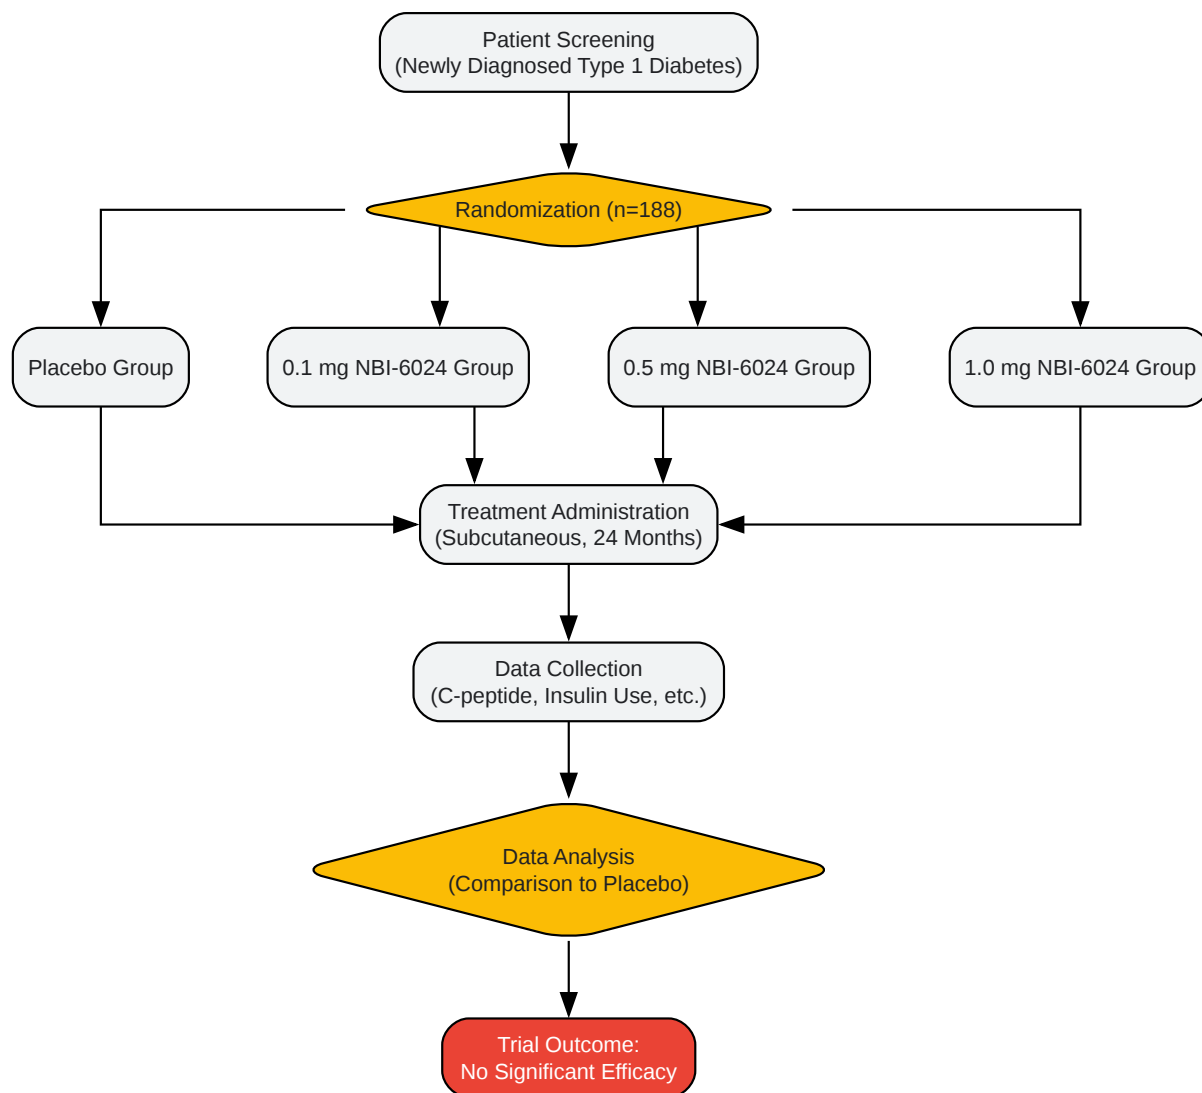 Patient Screening
(Newly Diagnosed Type 1 Diabetes)
Randomization (n=188)
Placebo Group
0.1 mg NBI-6024 Group
0.5 mg NBI-6024 Group
1.0 mg NBI-6024 Group
Treatment Administration
(Subcutaneous, 24 Months)
Data Collection
(C-peptide, Insulin Use, etc.)
Data Analysis
(Comparison to Placebo)
Trial Outcome:
No Significant Efficacy